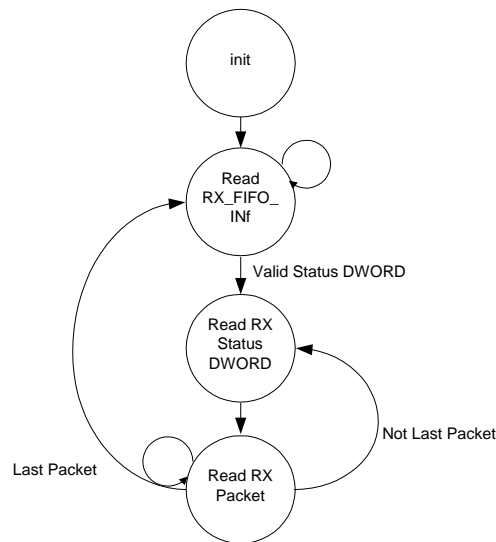 init
Read
RX_FIFO_
INf
Valid Status DWORD
Read RX
Status
DWORD
Not Last Packet
Last Packet
Read RX
Packet